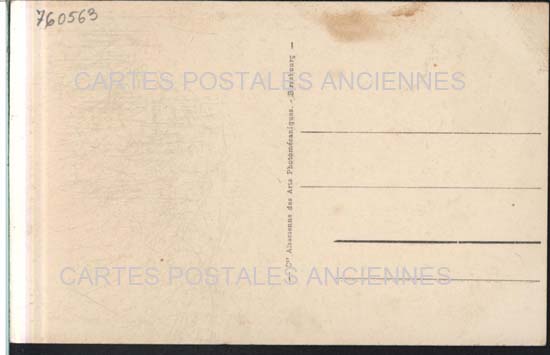 760563
CARTES POSTALES ANCIENNES
— Cie Alsacienne des Arts Photomécaniques. - Strasbourg —
CARTES POSTALES ANCIENNES